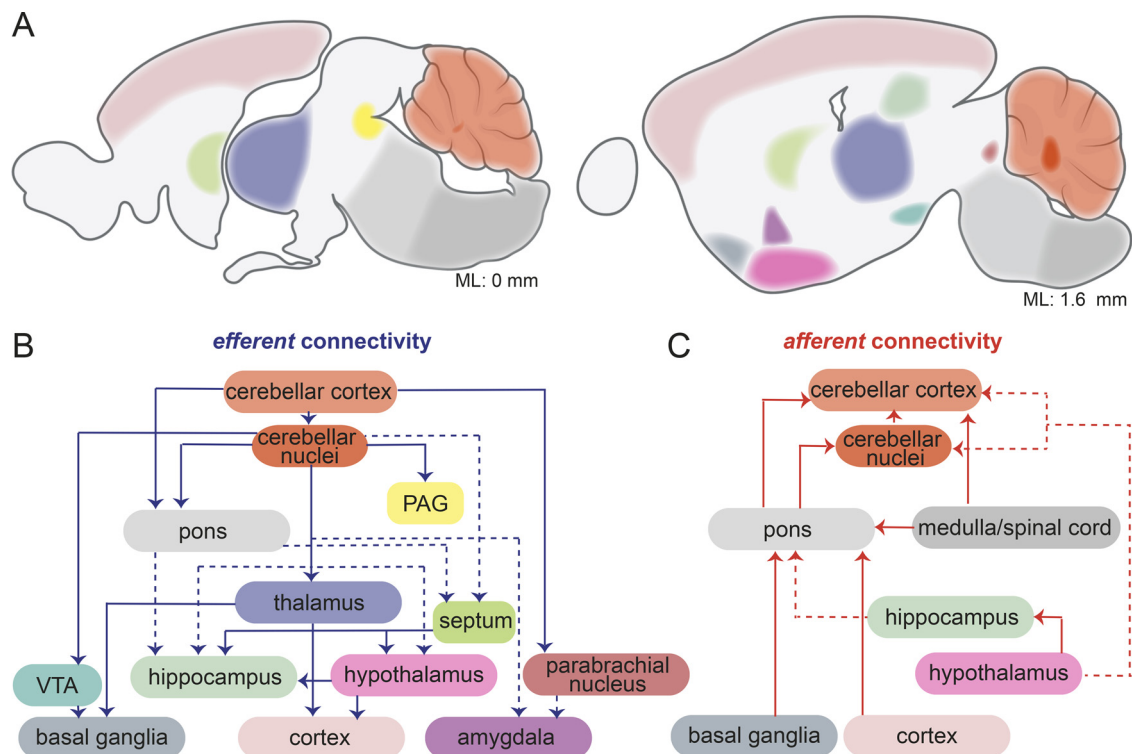 A
ML: 0 mm
ML: 1.6 mm
B
efferent connectivity
cerebellar cortex
cerebellar
nuclei
PAG
pons
thalamus
septum
hippocampus
hypothalamus
parabrachial
nucleus
VTA
basal ganglia
cortex
amygdala
C
afferent connectivity
cerebellar cortex
cerebellar
nuclei
pons
medulla/spinal cord
hippocampus
hypothalamus
basal ganglia
cortex